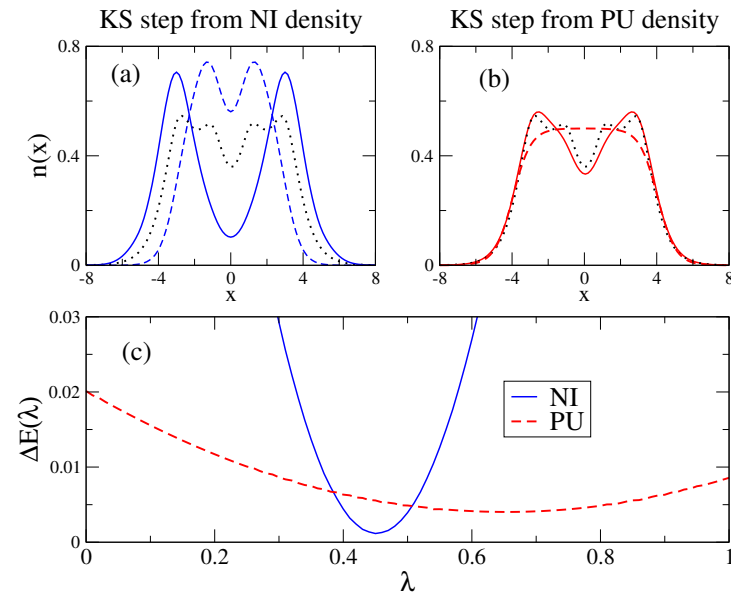 KS step from NI density
KS step from PU density
(a)
(b)
n(x)
0.8
0.4
0
-8
-4
0
4
8
x
0.8
0.4
0
-8
-4
0
4
8
x
(c)
ΔE(λ)
0.03
0.02
0.01
0
0
0.2
0.4
0.6
0.8
1
λ
NI
PU